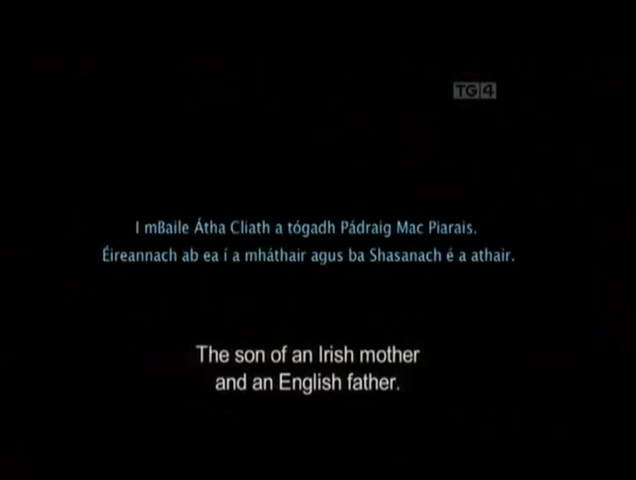 TG4
I mBaile Átha Cliath a tógadh Pádraig Mac Piarais.
Éireannach ab ea í a mháthair agus ba Shasanach é a athair.
The son of an Irish mother
and an English father.